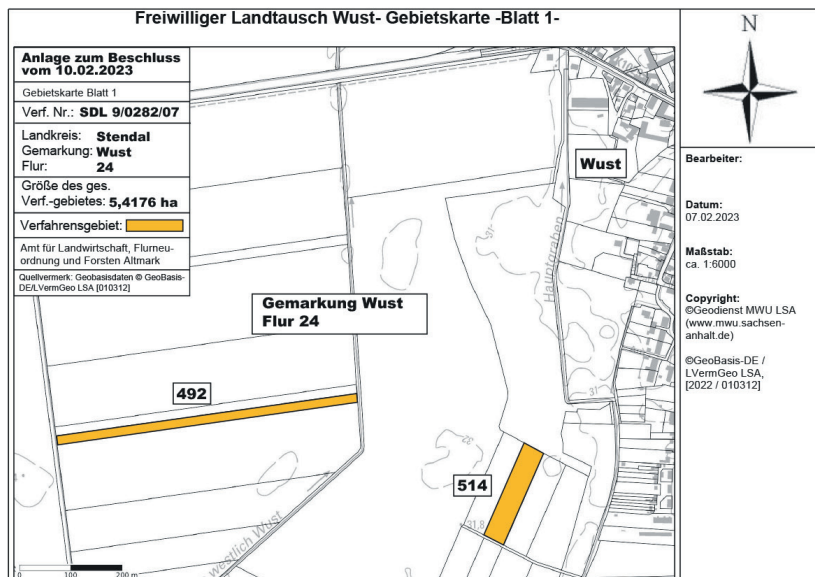 Freiwilliger Landtausch Wust- Gebietskarte -Blatt 1-
Anlage zum Beschluss
vom 10.02.2023
Gebietskarte Blatt 1
Verf. Nr.: SDL 9/0282/07
Landkreis: Stendal
Gemarkung: Wust
Flur: 24
Größe des ges.
Verf.-gebietes: 5,4176 ha
Verfahrensgebiet:
Amt für Landwirtschaft, Flurneu-
ordnung und Forsten Altmark
Quellvermerk: Geobasisdaten © GeoBasis-
DE/LVermGeo LSA [010312]
Wust
Hauptgraben
Gemarkung Wust
Flur 24
492
514
31
32
31,8
westlich Wust
0 100 200 m
N
Bearbeiter:
Datum:
07.02.2023
Maßstab:
ca. 1:6000
Copyright:
©Geodienst MWU LSA
(www.mwu.sachsen-
anhalt.de)
©GeoBasis-DE /
LVermGeo LSA,
[2022 / 010312]